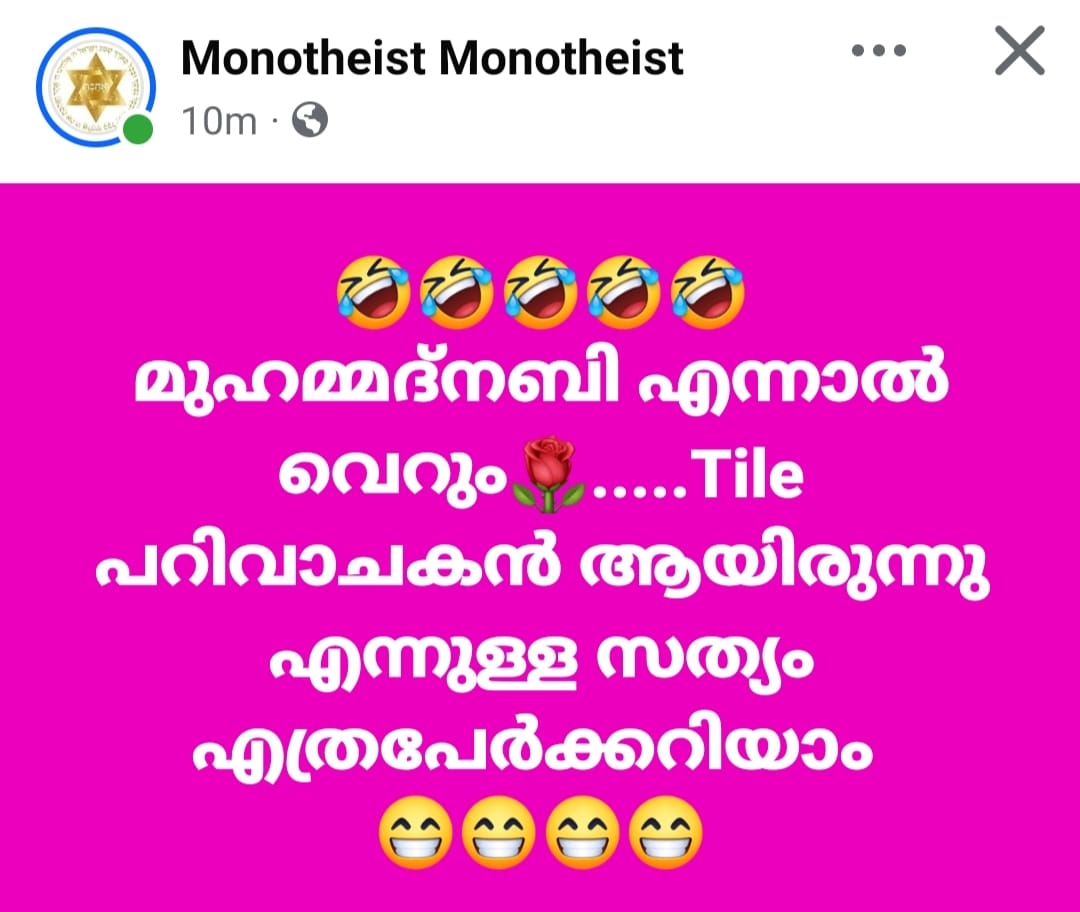 Monotheist Monotheist
10m ·
🤣🤣🤣🤣🤣
മുഹമ്മദ്നബി എന്നാൽ
വെറും🌹.....Tile
പറിവാചകൻ ആയിരുന്നു
എന്നുള്ള സത്യം
എത്രപേർക്കറിയാം
😁😁😁😁